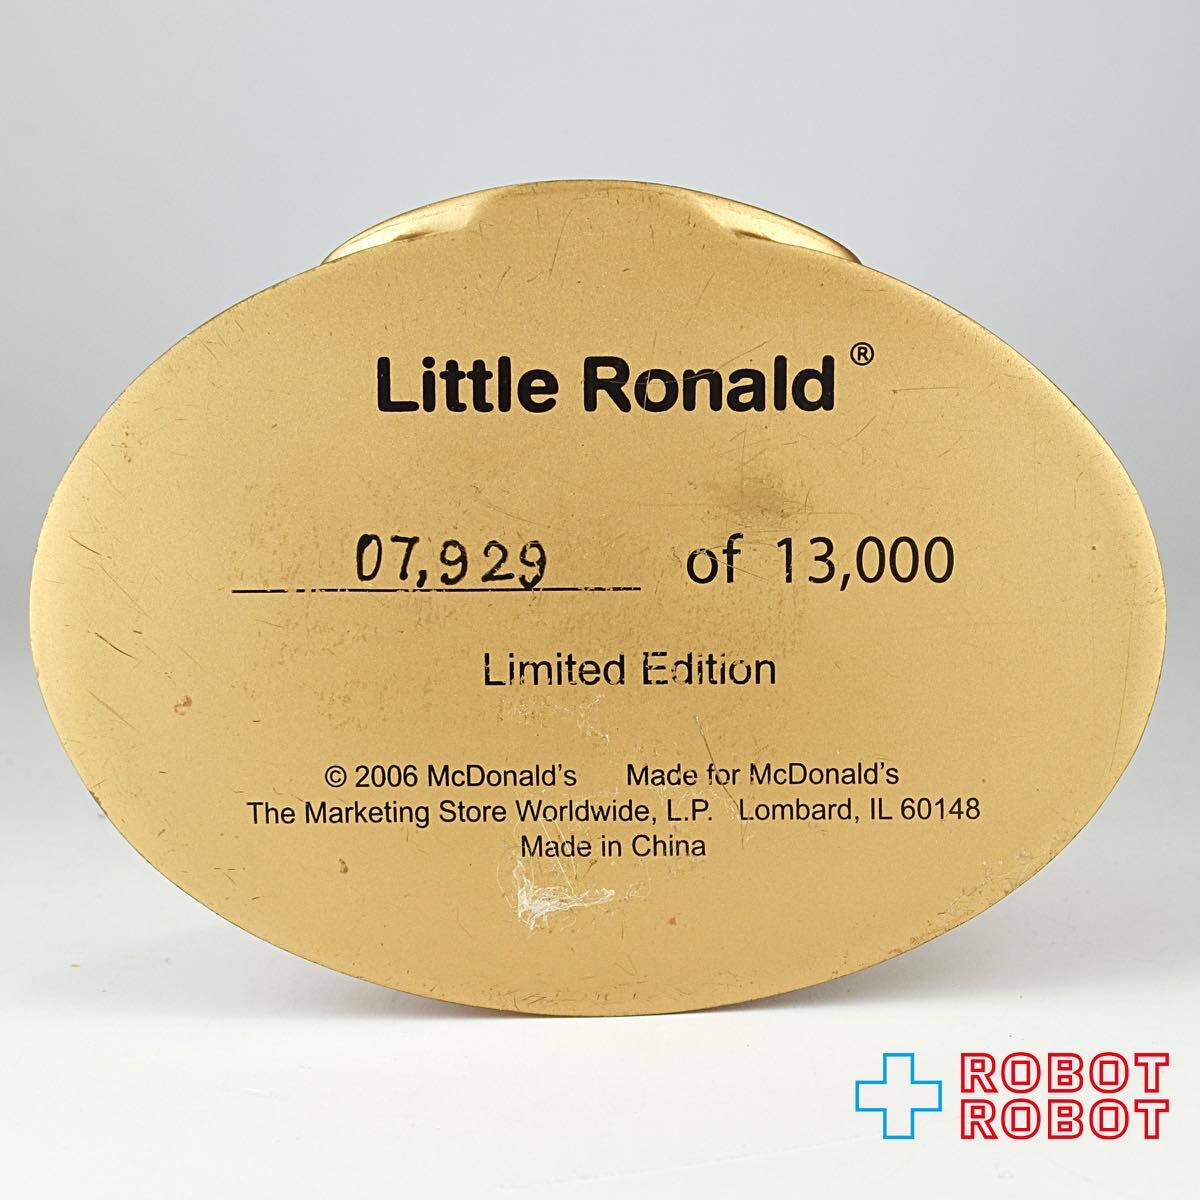 Little Ronald®
07,929 of 13,000
Limited Edition
© 2006 McDonald's Made for McDonald's
The Marketing Store Worldwide, L.P. Lombard, IL 60148
Made in China
ROBOT
ROBOT